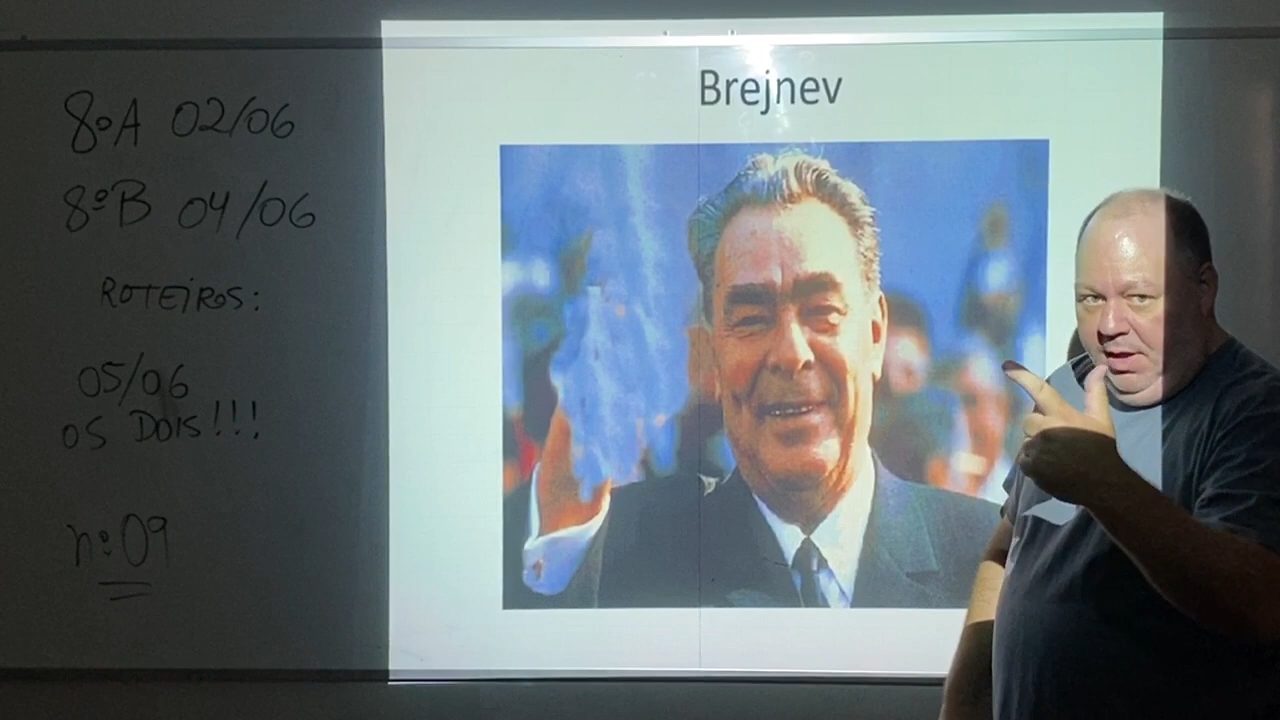 8ºA 02/06
8ºB 04/06
ROTEIROS:
05/06
OS DOIS!!!
nº 09
Brejnev